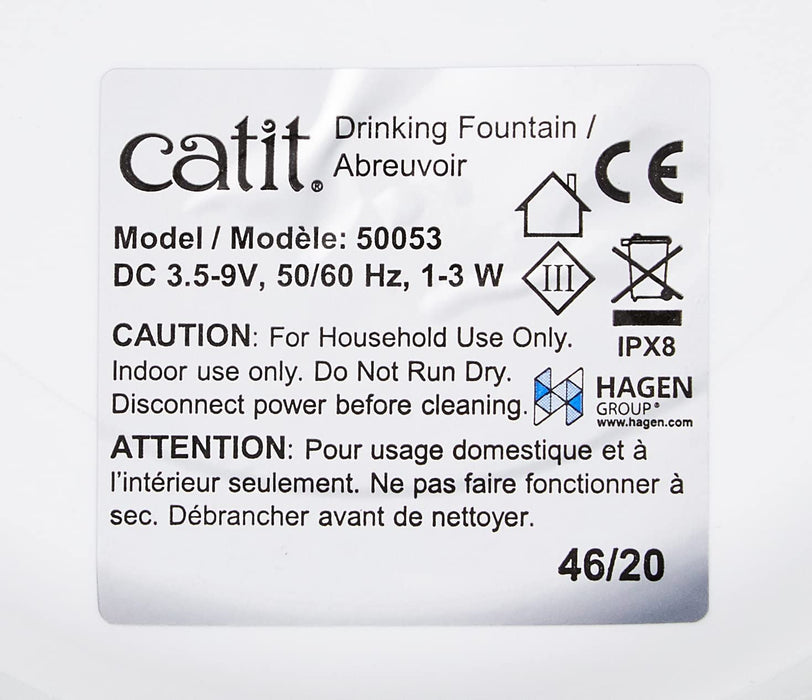 catit®
Drinking Fountain /
Abreuvoir
CE
Model / Modèle: 50053
DC 3.5-9V, 50/60 Hz, 1-3 W
III
IPX8
CAUTION: For Household Use Only.
Indoor use only. Do Not Run Dry.
Disconnect power before cleaning.
HAGEN
GROUP®
www.hagen.com
ATTENTION: Pour usage domestique et à
l'intérieur seulement. Ne pas faire fonctionner à
sec. Débrancher avant de nettoyer.
46/20